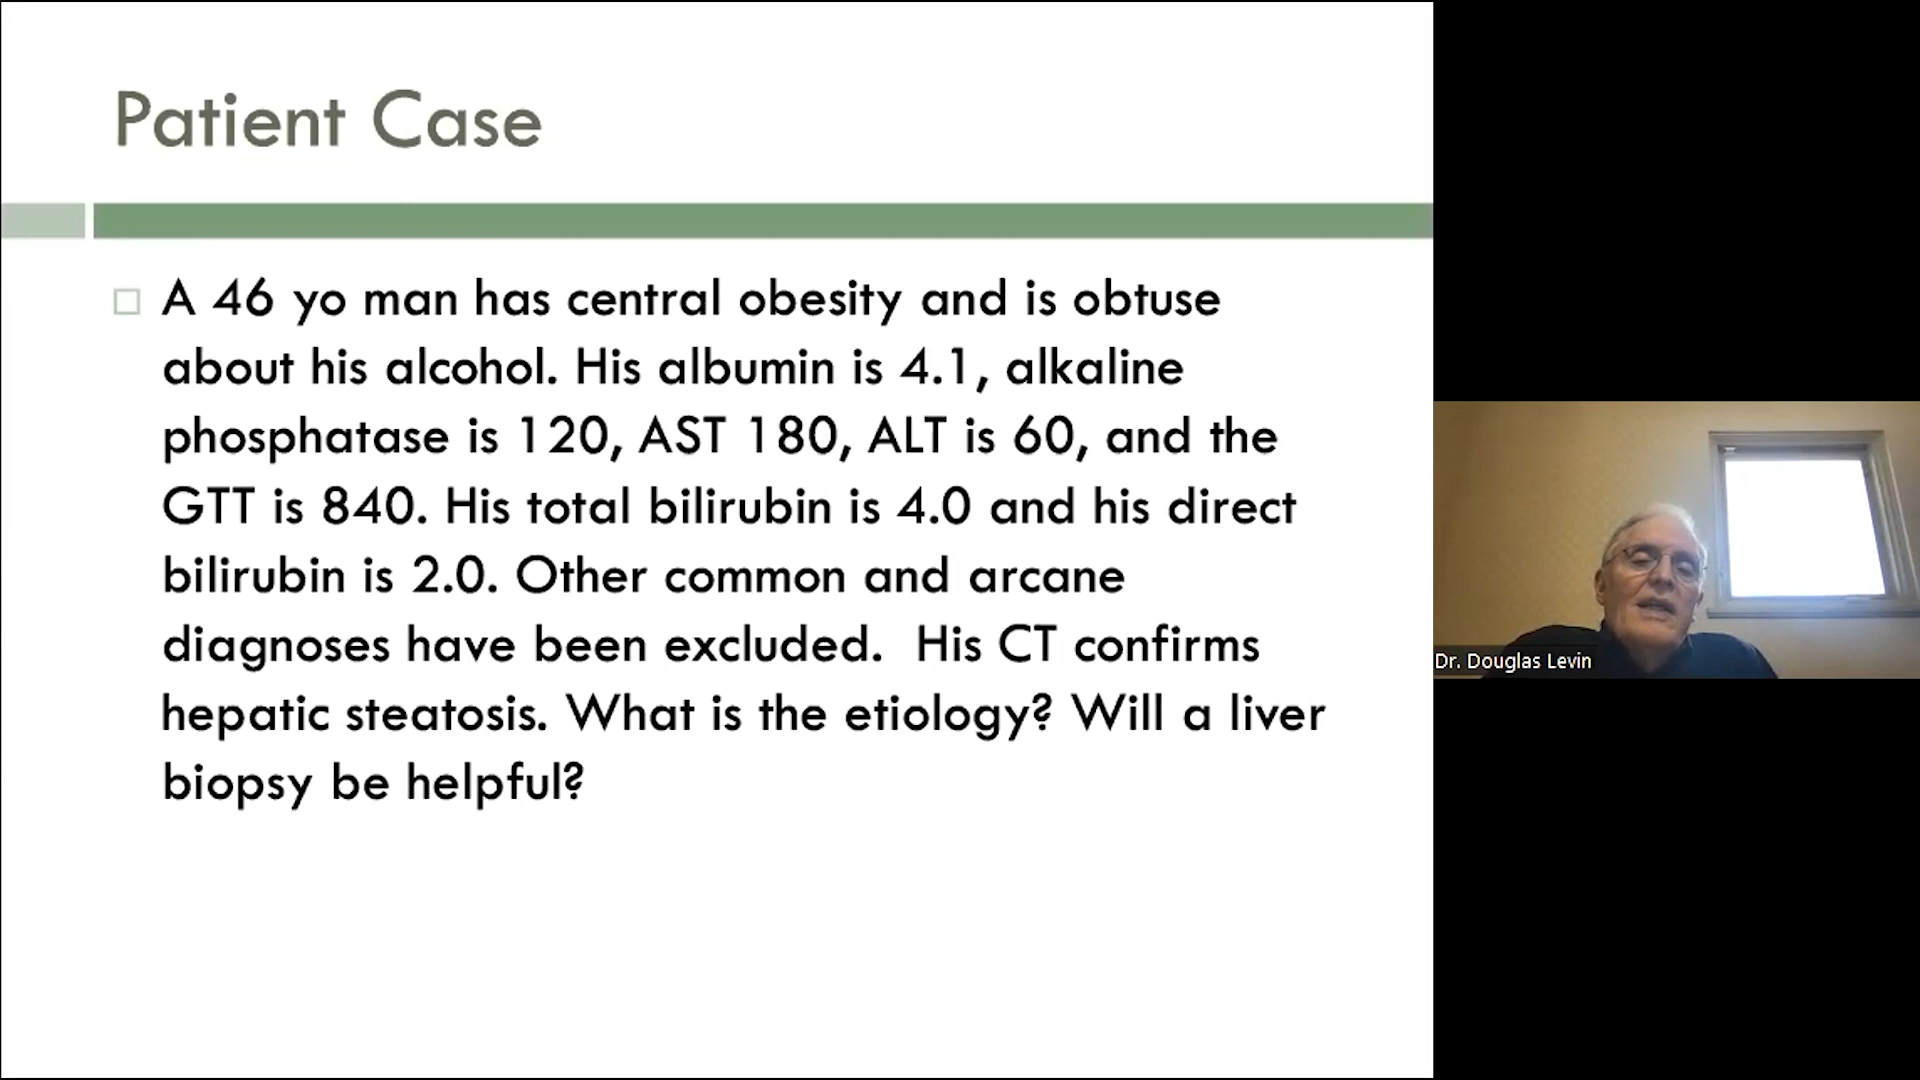 Patient Case
A 46 yo man has central obesity and is obtuse
about his alcohol. His albumin is 4.1, alkaline
phosphatase is 120, AST 180, ALT is 60, and the
GTT is 840. His total bilirubin is 4.0 and his direct
bilirubin is 2.0. Other common and arcane
diagnoses have been excluded.  His CT confirms
hepatic steatosis. What is the etiology? Will a liver
biopsy be helpful?
Dr. Douglas Levin